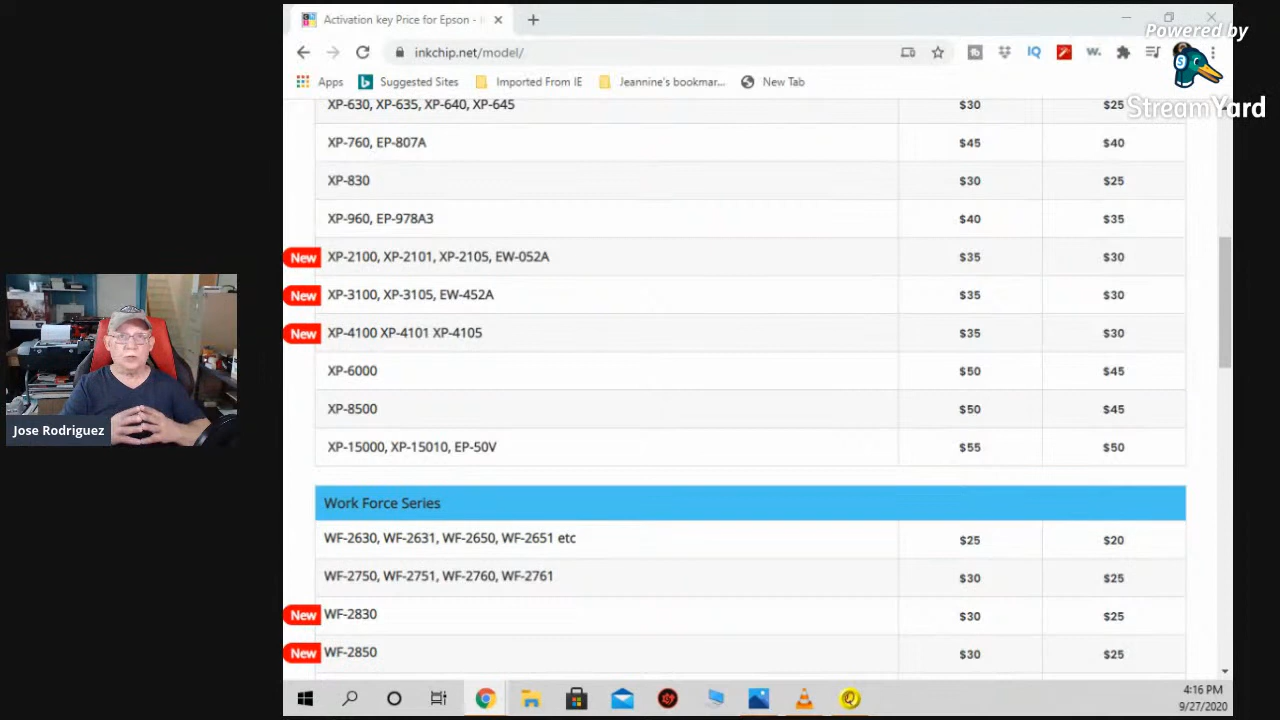 Activation key Price for Epson -
Powered by
StreamYard
inkchip.net/model/
Apps Suggested Sites Imported From IE Jeannine's bookmar... New Tab
XP-630, XP-635, XP-640, XP-645 $30 $25
XP-760, EP-807A $45 $40
XP-830 $30 $25
XP-960, EP-978A3 $40 $35
New XP-2100, XP-2101, XP-2105, EW-052A $35 $30
New XP-3100, XP-3105, EW-452A $35 $30
New XP-4100 XP-4101 XP-4105 $35 $30
XP-6000 $50 $45
XP-8500 $50 $45
XP-15000, XP-15010, EP-50V $55 $50
Jose Rodriguez
Work Force Series
WF-2630, WF-2631, WF-2650, WF-2651 etc $25 $20
WF-2750, WF-2751, WF-2760, WF-2761 $30 $25
New WF-2830 $30 $25
New WF-2850 $30 $25
4:16 PM
9/27/2020